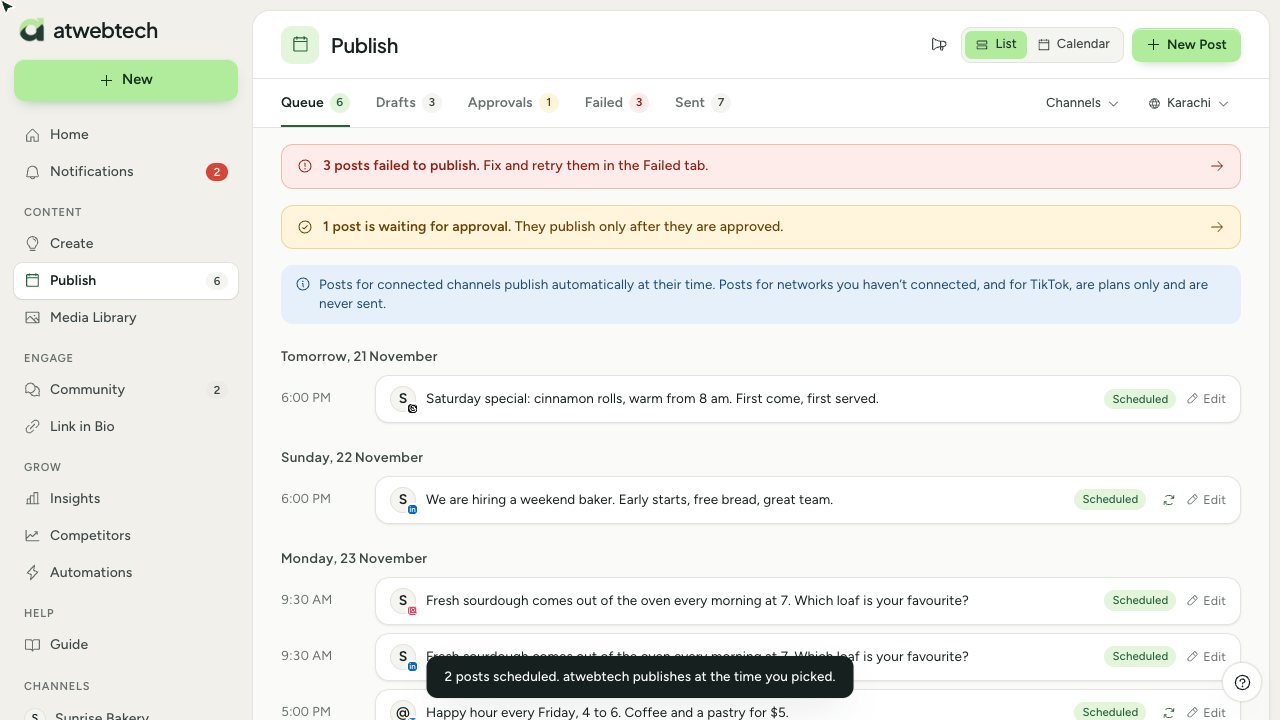 atwebtech
New
Home
Notifications 2
CONTENT
Create
Publish 6
Media Library
ENGAGE
Community 2
Link in Bio
GROW
Insights
Competitors
Automations
HELP
Guide
CHANNELS
S Sunrise Bakery
Publish
List
Calendar
New Post
Queue 6
Drafts 3
Approvals 1
Failed 3
Sent 7
Channels
Karachi
3 posts failed to publish. Fix and retry them in the Failed tab.
1 post is waiting for approval. They publish only after they are approved.
Posts for connected channels publish automatically at their time. Posts for networks you haven't connected, and for TikTok, are plans only and are
never sent.
Tomorrow, 21 November
6:00 PM
S Saturday special: cinnamon rolls, warm from 8 am. First come, first served.
Scheduled
Edit
Sunday, 22 November
6:00 PM
S in We are hiring a weekend baker. Early starts, free bread, great team.
Scheduled
Edit
Monday, 23 November
9:30 AM
S Fresh sourdough comes out of the oven every morning at 7. Which loaf is your favourite?
Scheduled
Edit
9:30 AM
S in Fresh sourdough comes out of the oven every morning at 7. Which loaf is your favourite?
Scheduled
Edit
5:00 PM
@ Happy hour every Friday, 4 to 6. Coffee and a pastry for $5.
Scheduled
Edit
2 posts scheduled. atwebtech publishes at the time you picked.